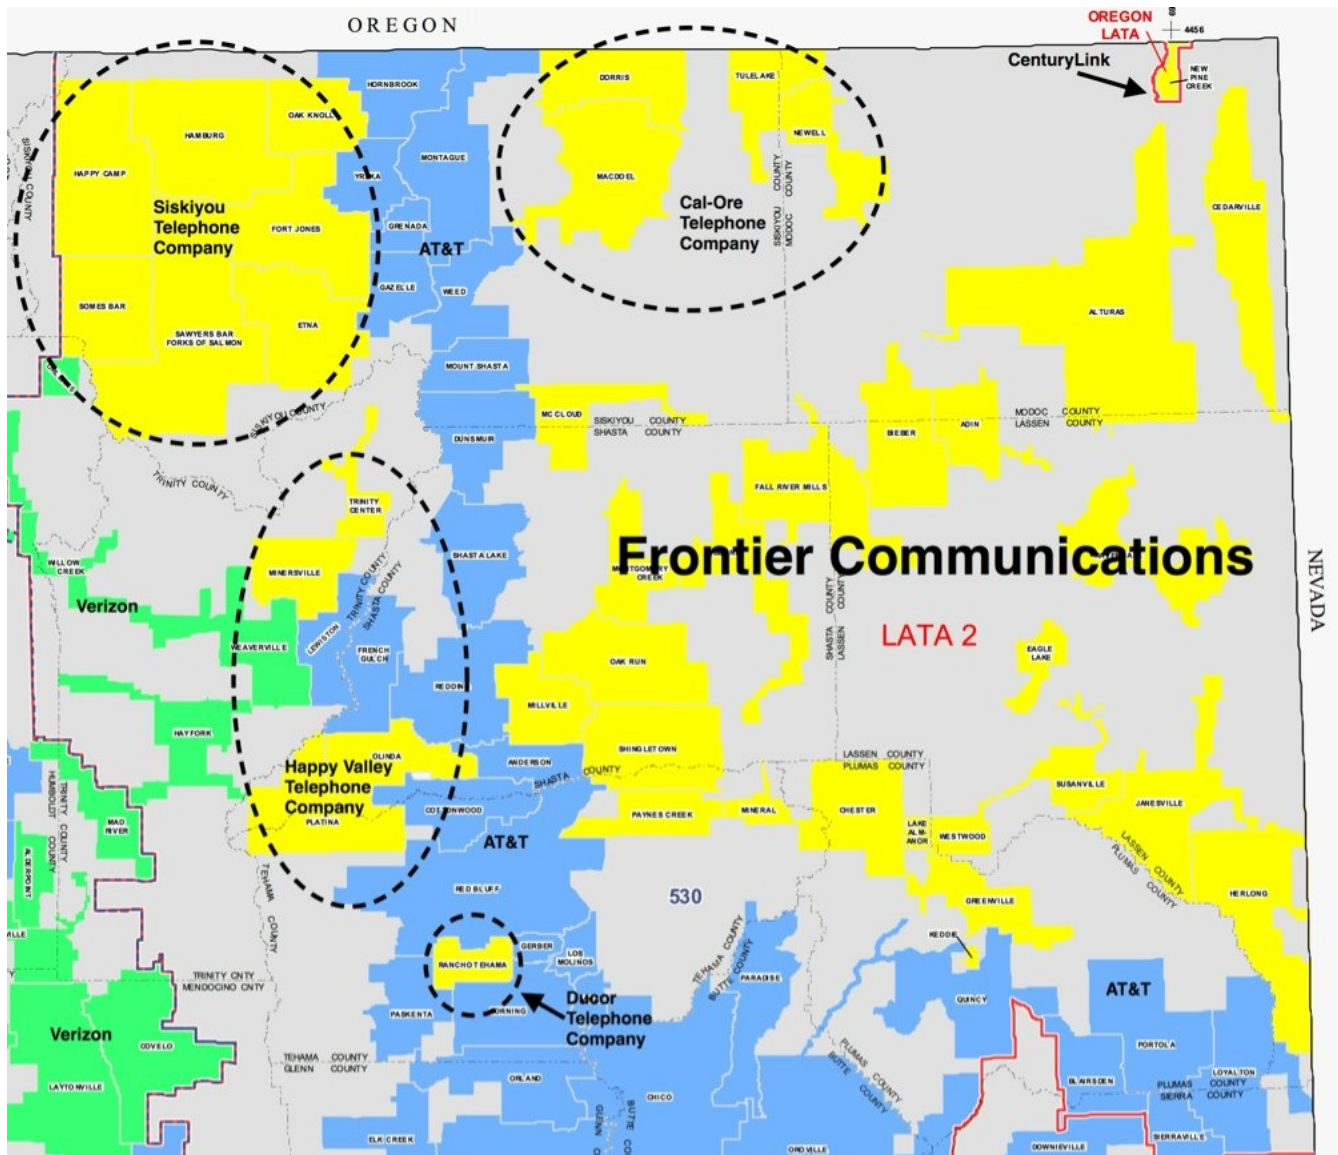 OREGON
OREGON
LATA
69
4456
CenturyLink
NEW
PINE
CREEK
HORNBROOK
DORRIS
TULELAKE
OAK KNOLL
HAMBURG
NEWELL
MONTAGUE
SISKIYOU COUNTY
HAPPY CAMP
YREKA
MACDOEL
SISKIYOU COUNTY
MODOC COUNTY
Siskiyou
Telephone
Company
Cal-Ore
Telephone
Company
CEDARVILLE
GRENADA
FORT JONES
AT&T
GAZELLE
WEED
SOMES BAR
ETNA
ALTURAS
SAWYERS BAR
FORKS OF SALMON
MOUNT SHASTA
SISKIYOU COUNTY
MC CLOUD
SISKIYOU COUNTY
SHASTA COUNTY
MODOC COUNTY
LASSEN COUNTY
ADIN
BIEBER
DUNSMUIR
TRINITY COUNTY
FALL RIVER MILLS
TRINITY
CENTER
Frontier Communications
SHASTA LAKE
WILLOW
CREEK
MINERSVILLE
MONTGOMERY
CREEK
NEVADA
TRINITY COUNTY
SHASTA COUNTY
SHASTA COUNTY
LASSEN COUNTY
Verizon
LATA 2
LEWISTON
WEAVERVILLE
FRENCH
GULCH
EAGLE
LAKE
OAK RUN
REDDING
MILLVILLE
HAYFORK
SHINGLETOWN
OLINDA
ANDERSON
LASSEN COUNTY
PLUMAS COUNTY
Happy Valley
Telephone
Company
SHASTA COUNTY
SUSANVILLE
JANESVILLE
HUMBOLDT COUNTY
TRINITY COUNTY
COTTONWOOD
PAYNES CREEK
MINERAL
CHESTER
PLATINA
MAD
RIVER
LAKE
ALM-
ANOR
WESTWOOD
AT&T
LASSEN COUNTY
PLUMAS COUNTY
ALDERPOINT
TEHAMA COUNTY
RED BLUFF
530
HERLONG
GREENVILLE
KEDDIE
GERBER
LOS
MOLINOS
RANCHO TEHAMA
TEHAMA COUNTY
BUTTE COUNTY
PARADISE
TRINITY CNTY
MENDOCINO CNTY
AT&T
QUINCY
Ducor
Telephone
Company
PASKENTA
CORNING
Verizon
COVELO
PORTOLA
TEHAMA COUNTY
GLENN COUNTY
PLUMAS COUNTY
BUTTE COUNTY
LAYTONVILLE
ORLAND
BLAIRSDEN
LOYALTON
PLUMAS COUNTY
SIERRA COUNTY
CHICO
ELK CREEK
OROVILLE
DOWNIEVILLE
SIERRAVILLE